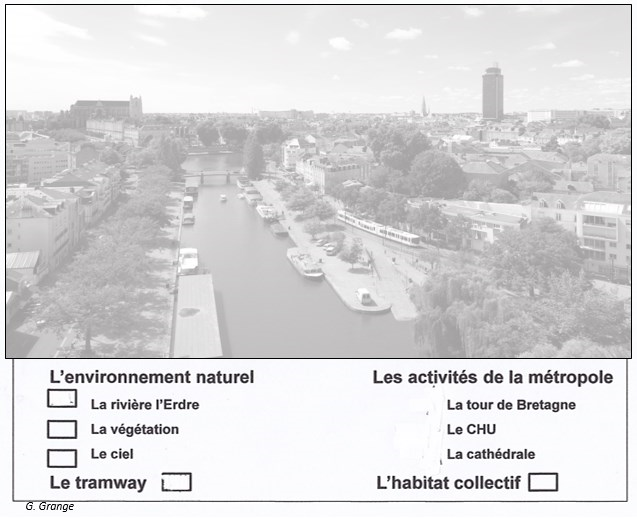 L'environnement naturel
La rivière l'Erdre
La végétation
Le ciel
Le tramway
Les activités de la métropole
La tour de Bretagne
Le CHU
La cathédrale
L'habitat collectif
G. Grange